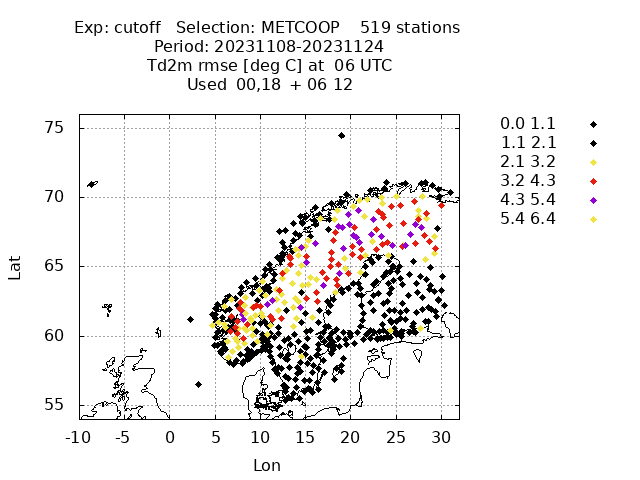 Exp: cutoff Selection: METCOOP 519 stations
Period: 20231108-20231124
Td2m rmse [deg C] at 06 UTC
Used 00,18 + 06 12
0.0 1.1
1.1 2.1
2.1 3.2
3.2 4.3
4.3 5.4
5.4 6.4
Lat
75
70
65
60
55
-10 -5 0 5 10 15 20 25 30
Lon